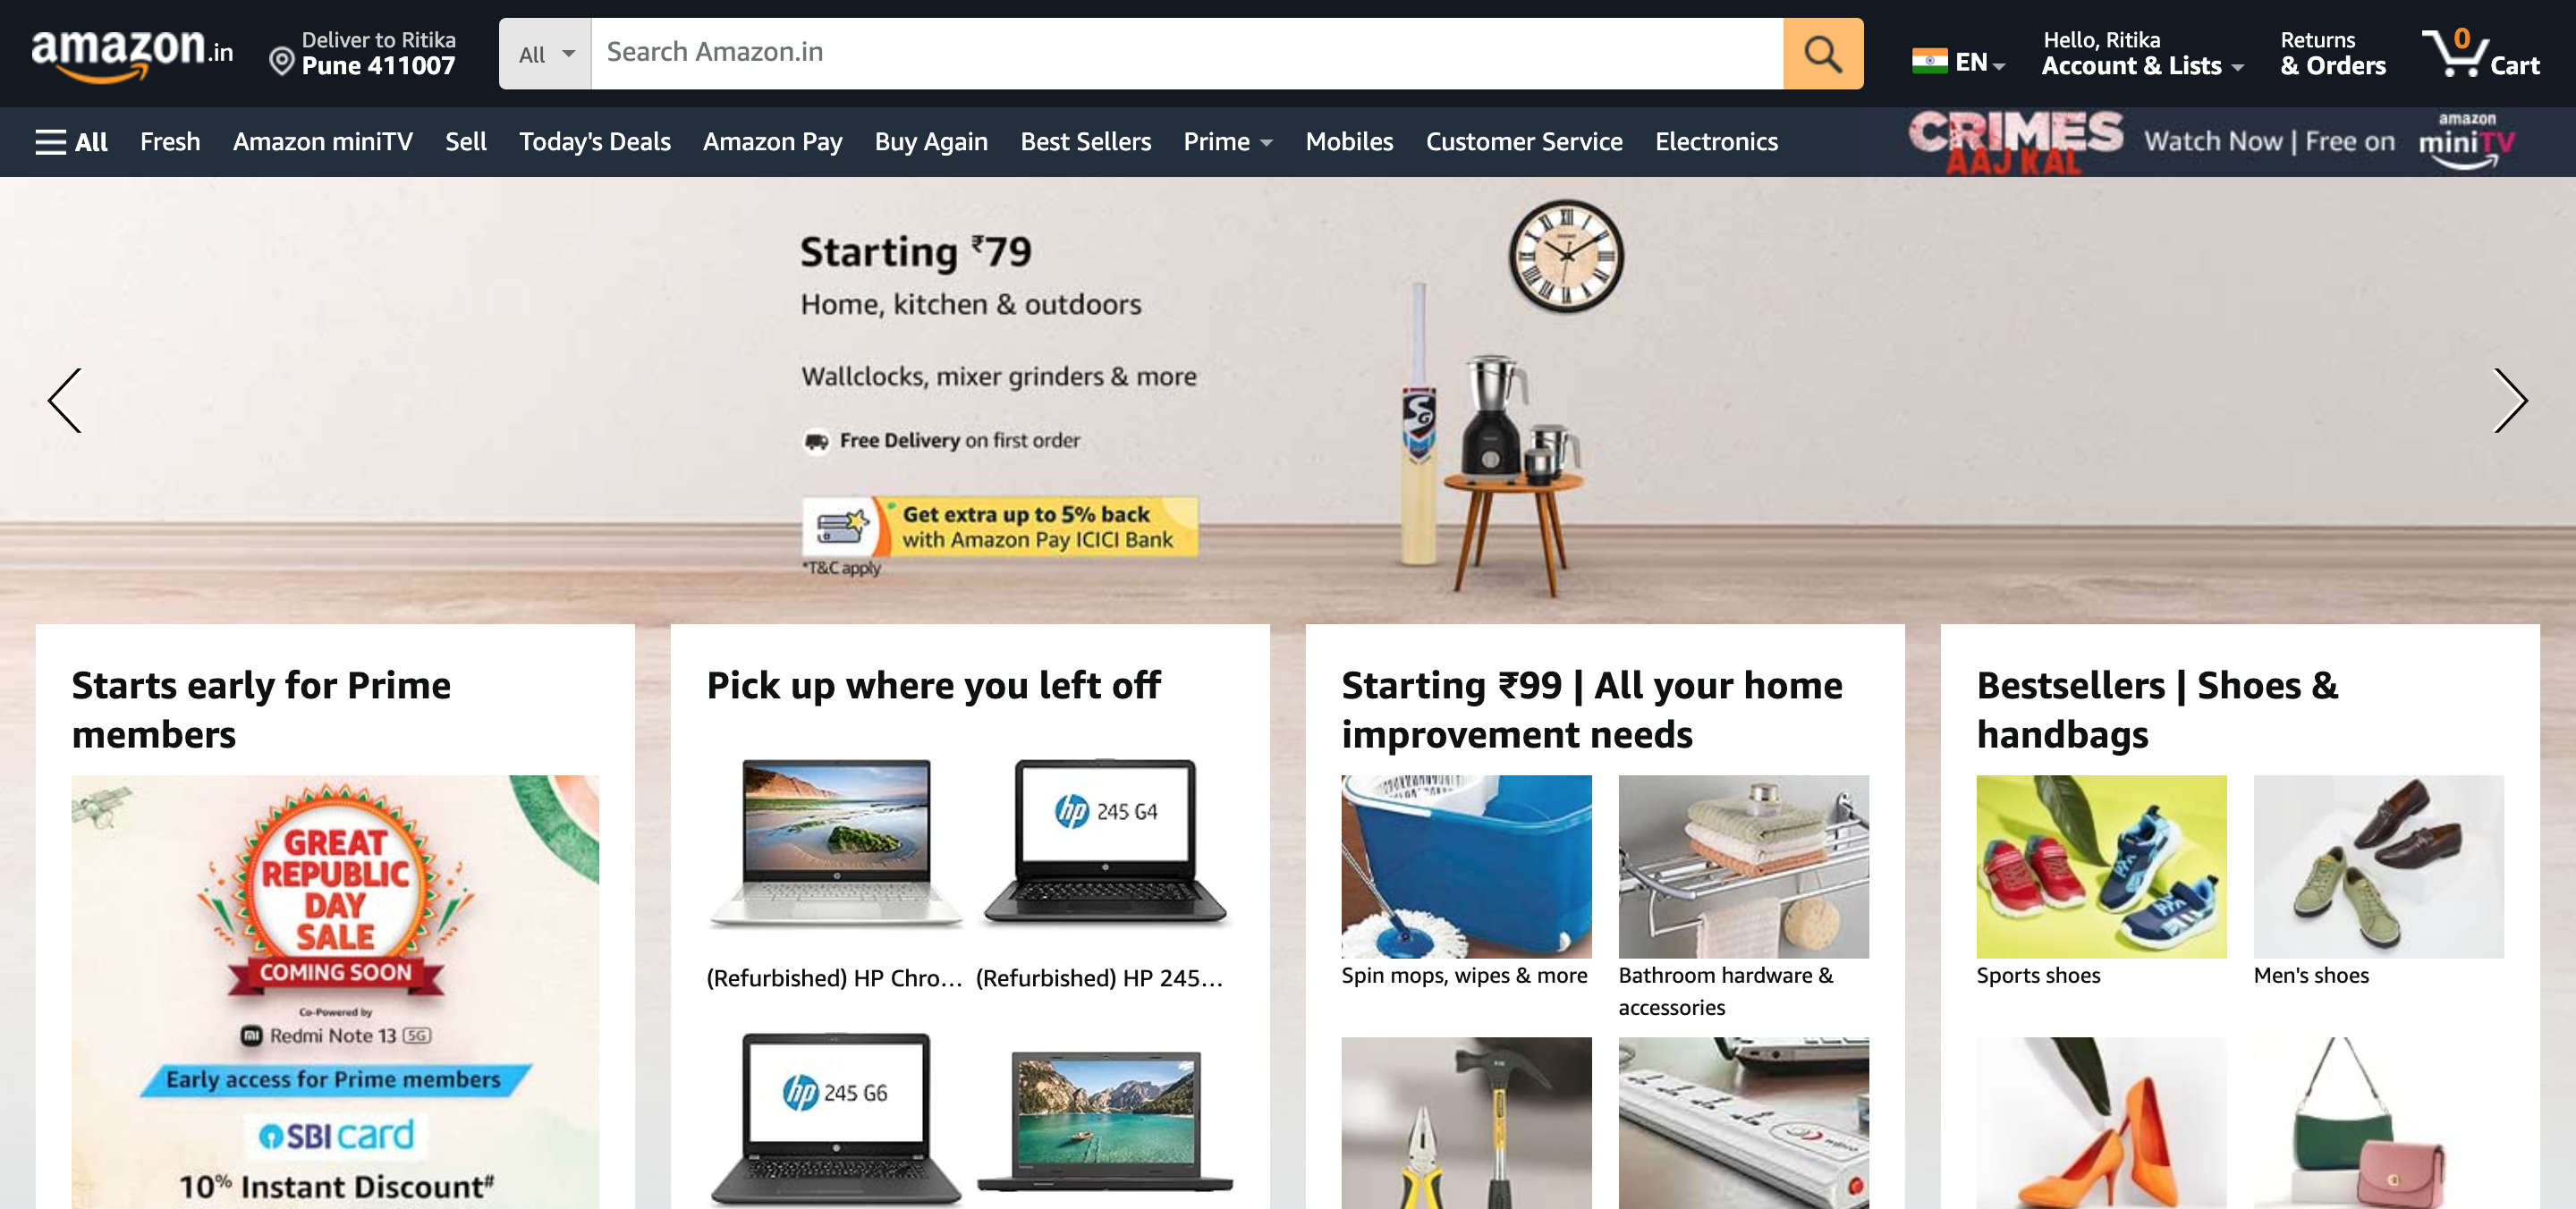 amazon.in
Deliver to Ritika
Pune 411007
All
Search Amazon.in
EN
Hello, Ritika
Account & Lists
Returns
& Orders
0
Cart
All
Fresh
Amazon miniTV
Sell
Today's Deals
Amazon Pay
Buy Again
Best Sellers
Prime
Mobiles
Customer Service
Electronics
CRIMES
AAJ KAL
Watch Now | Free on
amazon
miniTV
Starting ₹79
Home, kitchen & outdoors
Wallclocks, mixer grinders & more
Free Delivery on first order
Get extra up to 5% back
with Amazon Pay ICICI Bank
*T&C apply
SG
Starts early for Prime
members
GREAT
REPUBLIC
DAY
SALE
COMING SOON
Co-Powered by
mi Redmi Note 13 5G
Early access for Prime members
SBI card
10% Instant Discount#
Pick up where you left off
hp 245 G4
(Refurbished) HP Chro...
(Refurbished) HP 245...
hp 245 G6
Starting ₹99 | All your home
improvement needs
Spin mops, wipes & more
Bathroom hardware &
accessories
wipro
Bestsellers | Shoes &
handbags
Sports shoes
Men's shoes